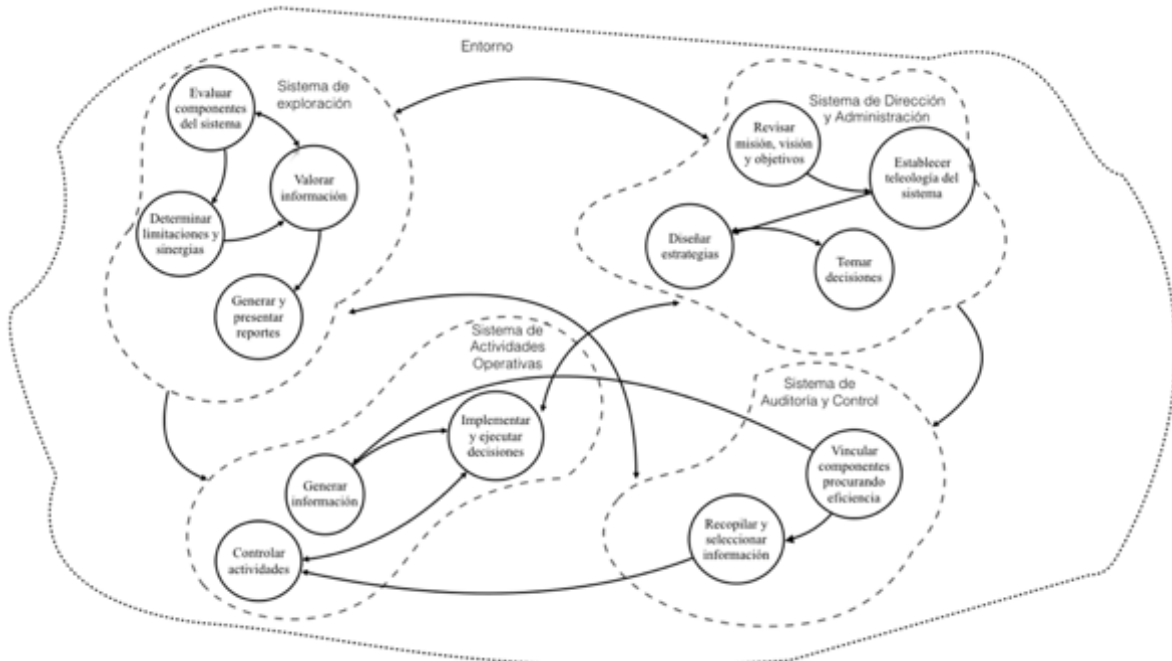 Entorno
Sistema de
exploración
Evaluar
componentes
del sistema
Valorar
información
Determinar
limitaciones y
sinergias
Generar y
presentar
reportes
Sistema de Dirección
y Administración
Revisar
misión, visión
y objetivos
Establecer
teleología del
sistema
Diseñar
estrategias
Tomar
decisiones
Sistema de
Actividades
Operativas
Implementar
y ejecutar
decisiones
Generar
información
Controlar
actividades
Sistema de
Auditoría y Control
Vincular
componentes
procurando
eficiencia
Recopilar y
seleccionar
información